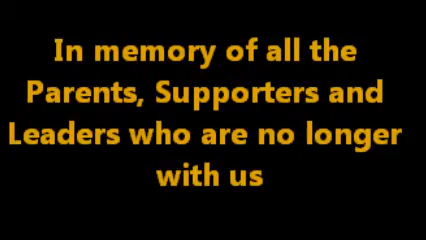 In memory of all the
Parents, Supporters and
Leaders who are no longer
with us